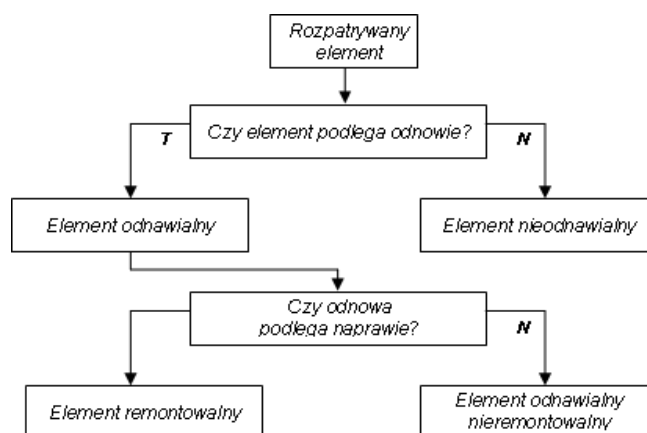 Rozpatrywany
element
Czy element podlega odnowie?
T
N
Element odnawialny
Element nieodnawialny
Czy odnowa
podlega naprawie?
N
Element remontowalny
Element odnawialny
nieremontowalny